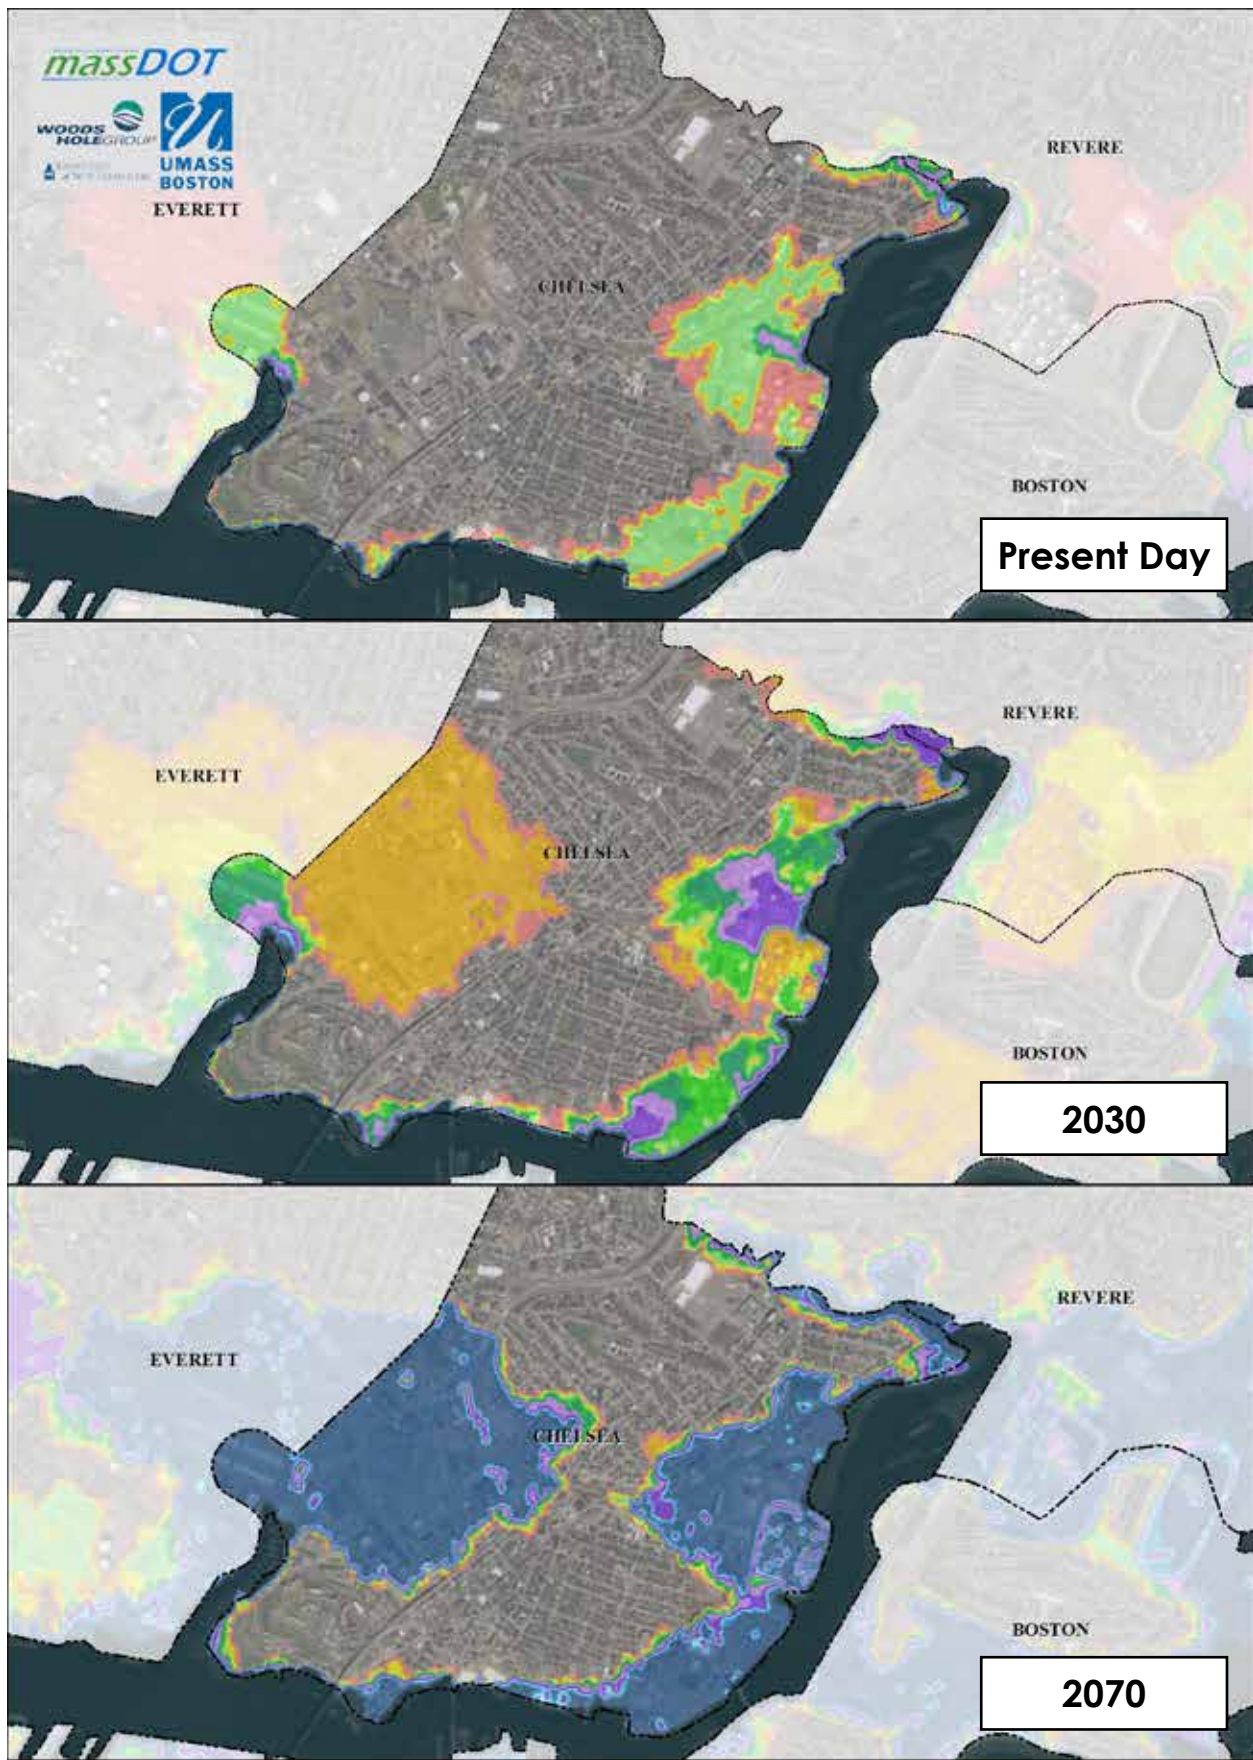 massDOT
WOODS
HOLE GROUP
UMASS
BOSTON
EVERETT
REVERE
CHELSEA
BOSTON
Present Day
REVERE
EVERETT
CHELSEA
BOSTON
2030
REVERE
EVERETT
CHELSEA
BOSTON
2070